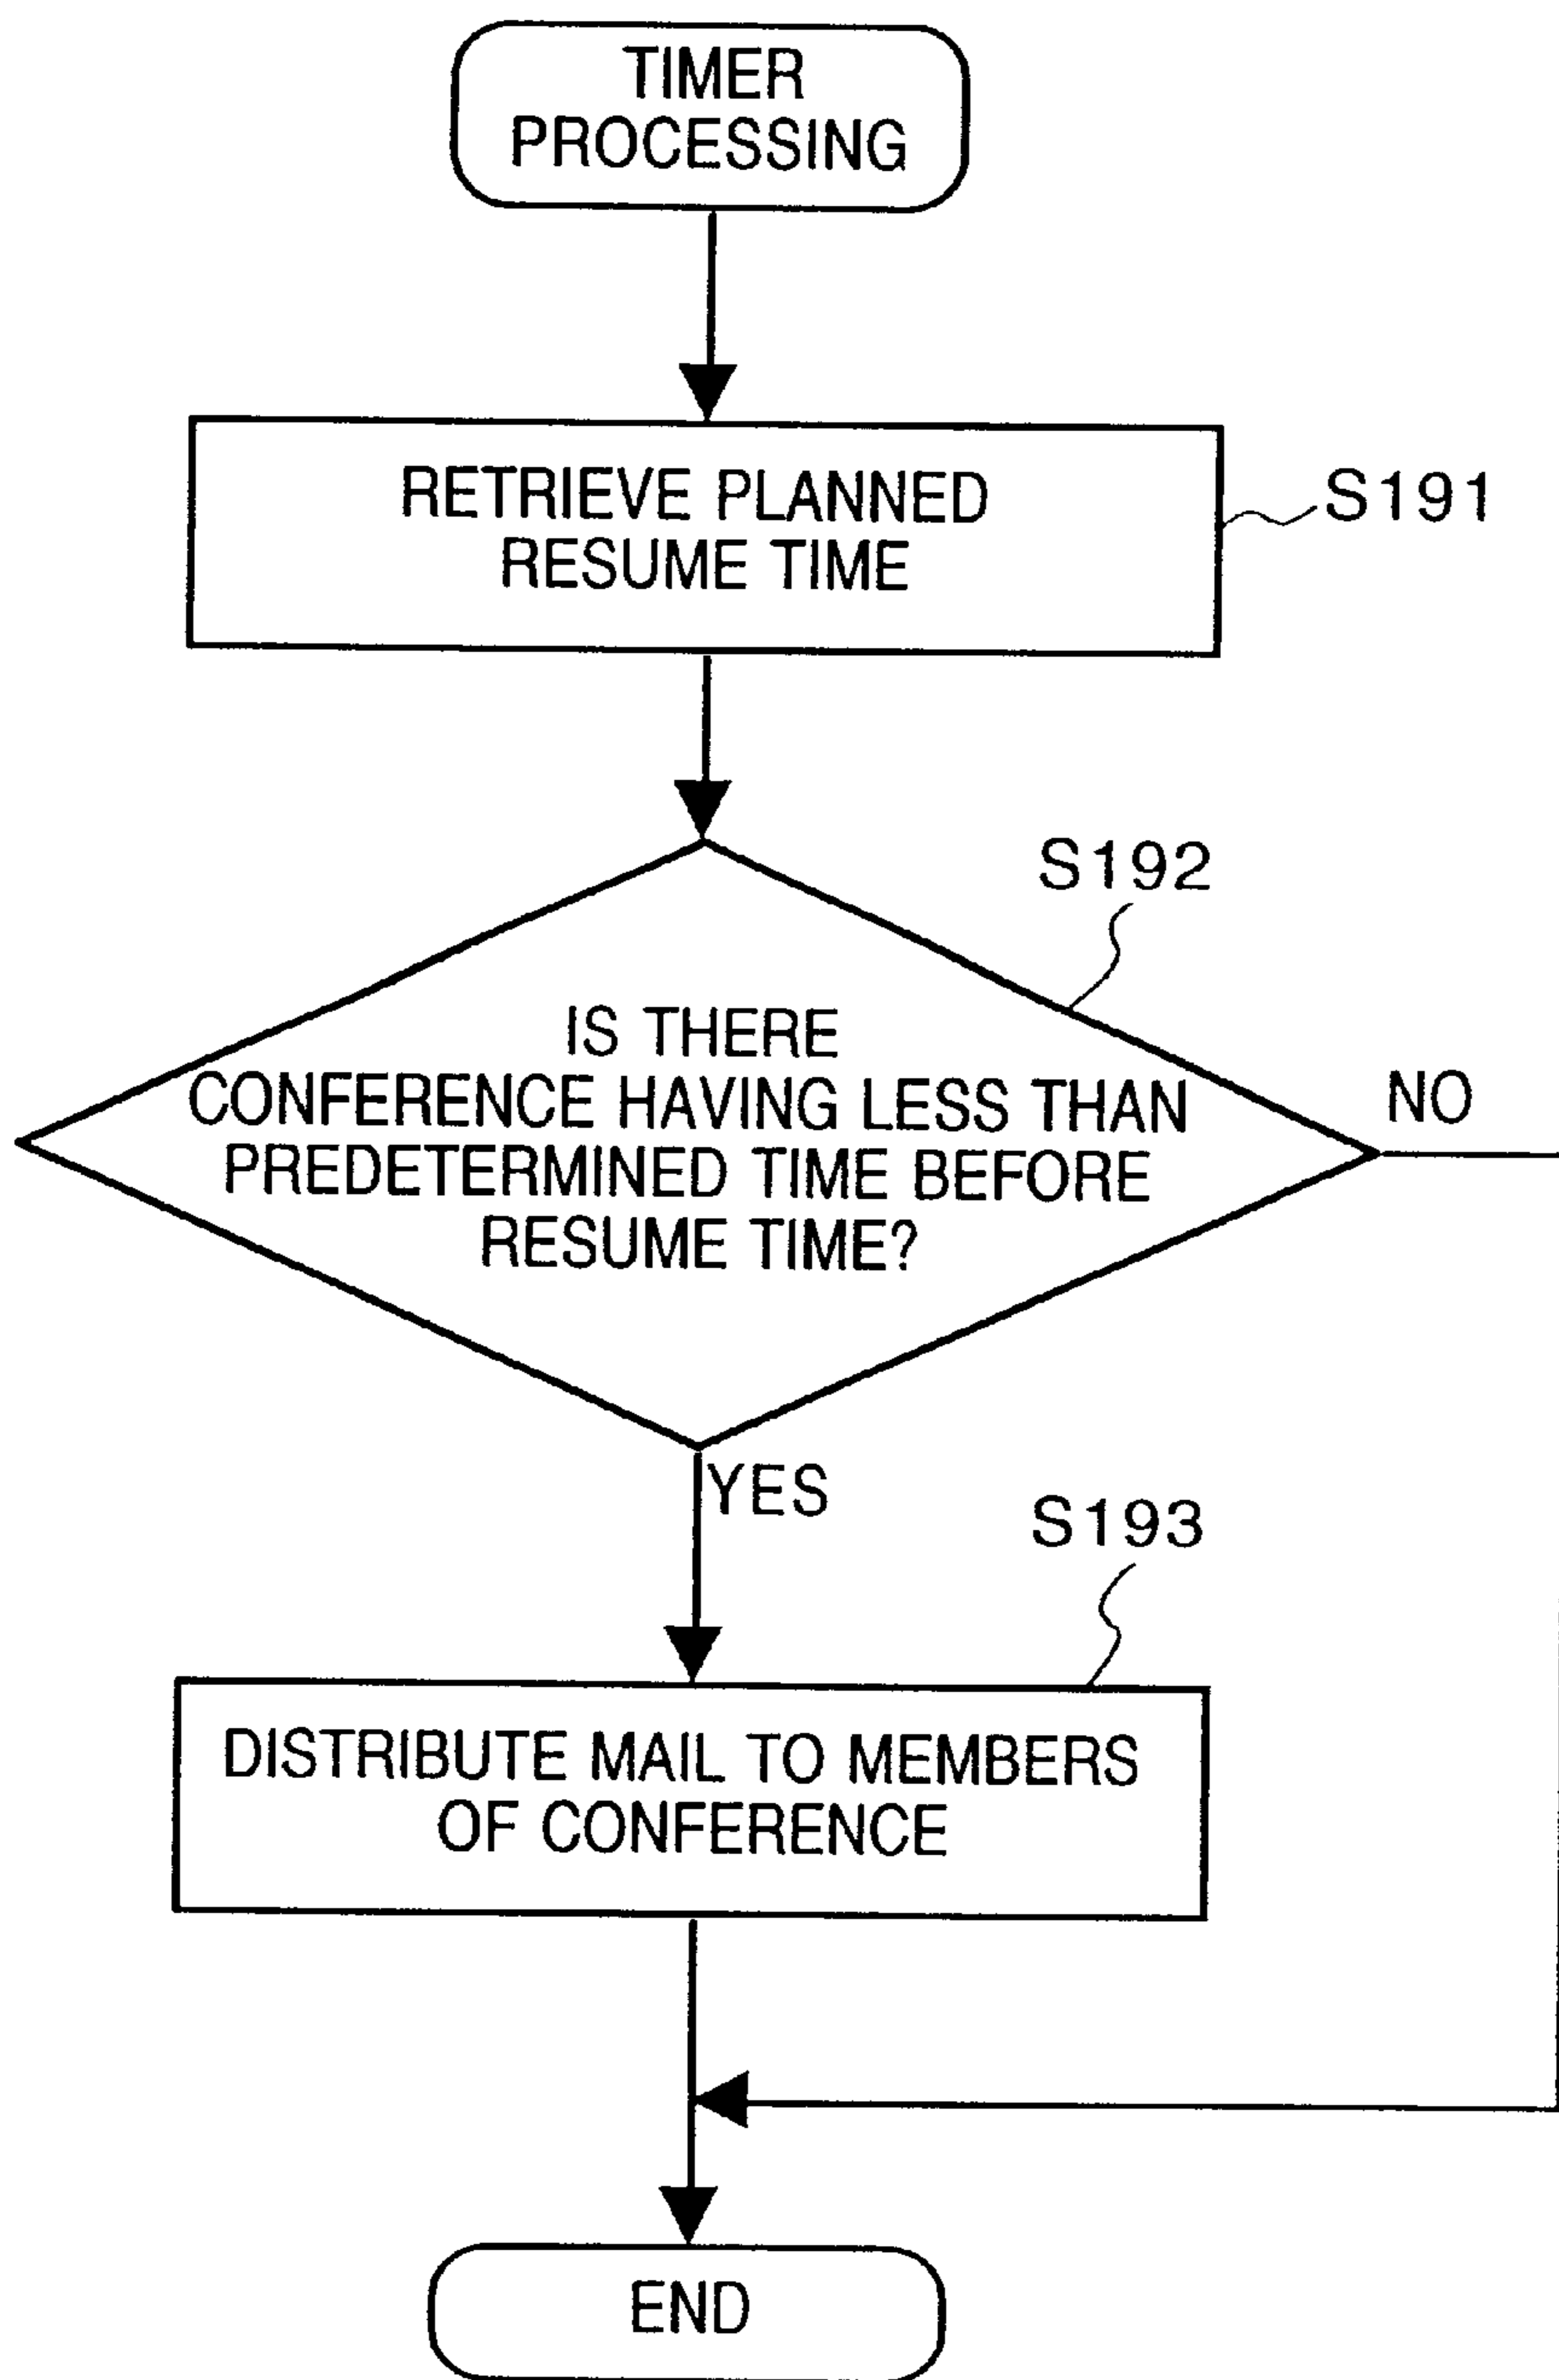 TIMER
PROCESSING
RETRIEVE PLANNED
RESUME TIME
S191
S192
IS THERE
CONFERENCE HAVING LESS THAN
PREDETERMINED TIME BEFORE
RESUME TIME?
NO
YES
S193
DISTRIBUTE MAIL TO MEMBERS
OF CONFERENCE
END